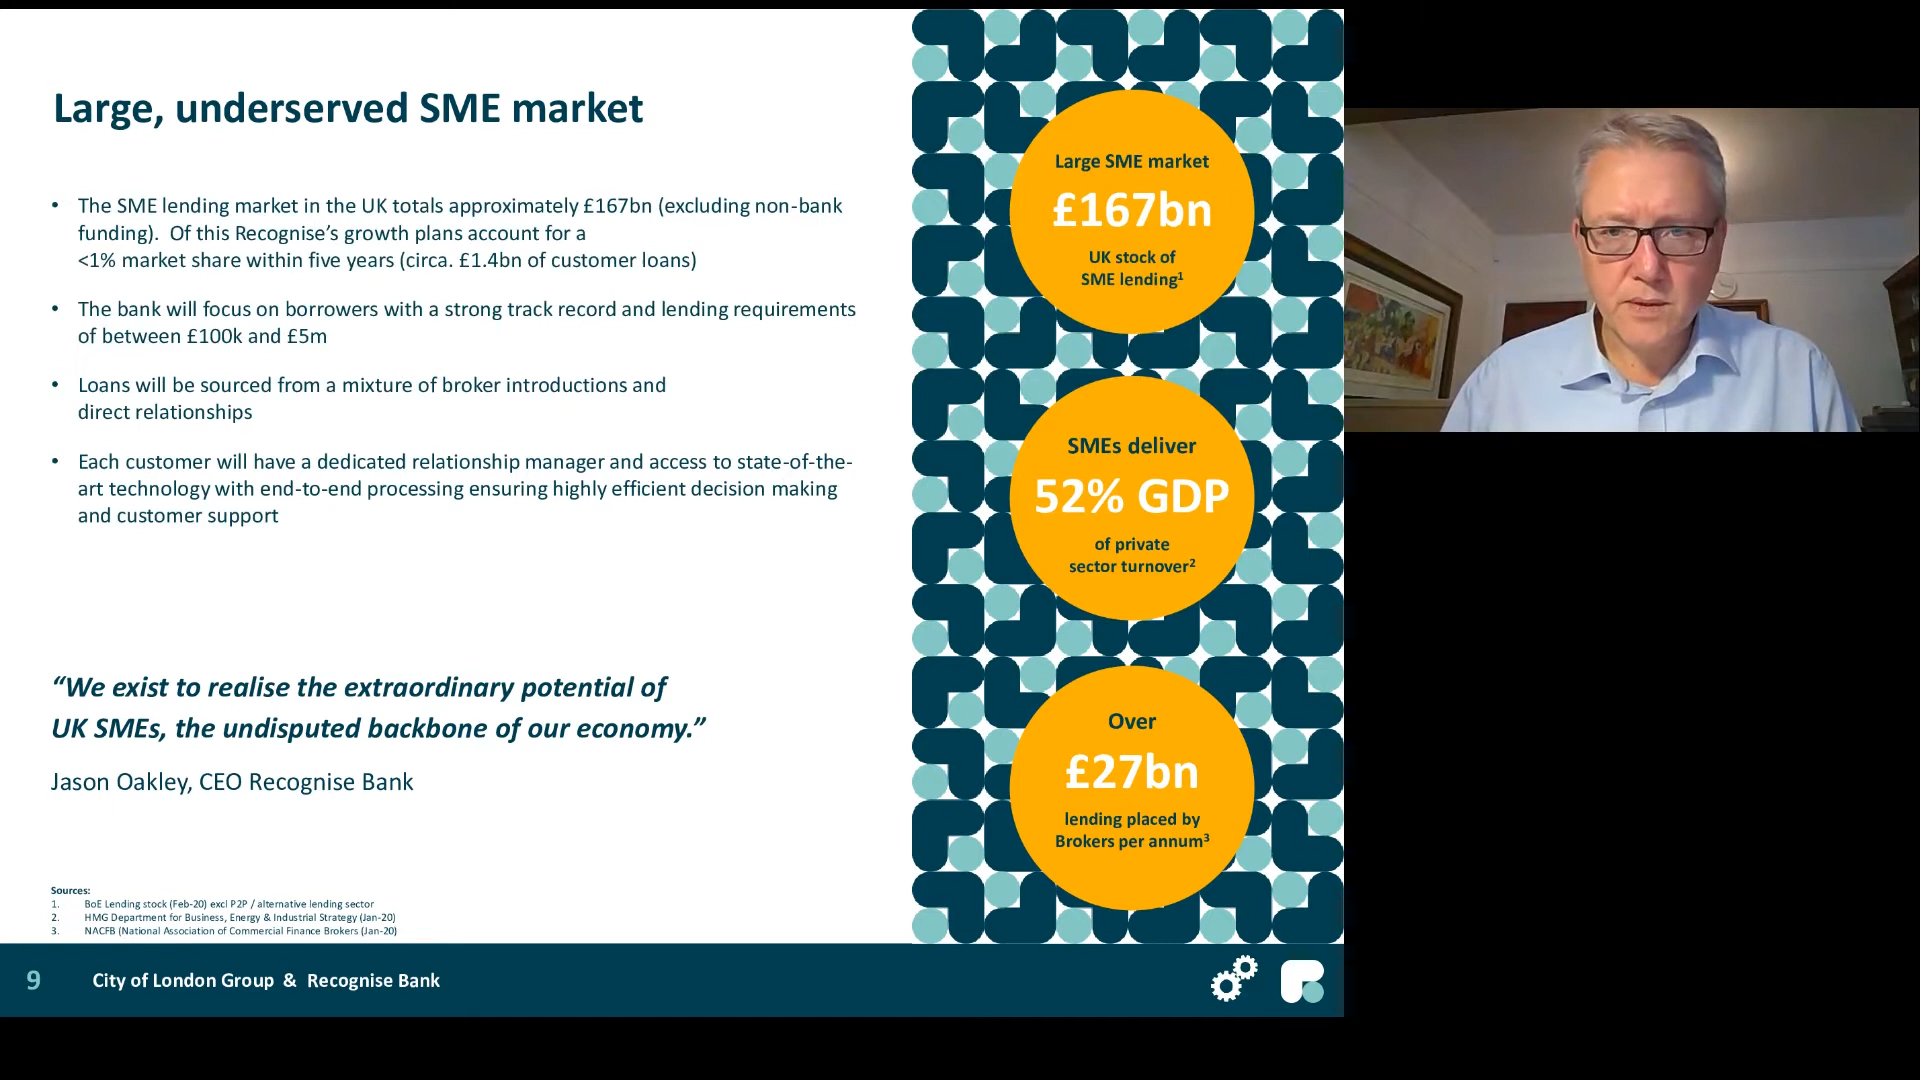 Large, underserved SME market
• The SME lending market in the UK totals approximately £167bn (excluding non-bank
funding).  Of this Recognise’s growth plans account for a
<1% market share within five years (circa. £1.4bn of customer loans)
• The bank will focus on borrowers with a strong track record and lending requirements
of between £100k and £5m
• Loans will be sourced from a mixture of broker introductions and
direct relationships
• Each customer will have a dedicated relationship manager and access to state-of-the-
art technology with end-to-end processing ensuring highly efficient decision making
and customer support
“We exist to realise the extraordinary potential of
UK SMEs, the undisputed backbone of our economy.”
Jason Oakley, CEO Recognise Bank
Sources:
1. BoE Lending stock (Feb-20) excl P2P / alternative lending sector
2. HMG Department for Business, Energy & Industrial Strategy (Jan-20)
3. NACFB (National Association of Commercial Finance Brokers (Jan-20)
Large SME market
£167bn
UK stock of
SME lending¹
SMEs deliver
52% GDP
of private
sector turnover²
Over
£27bn
lending placed by
Brokers per annum³
9 City of London Group & Recognise Bank